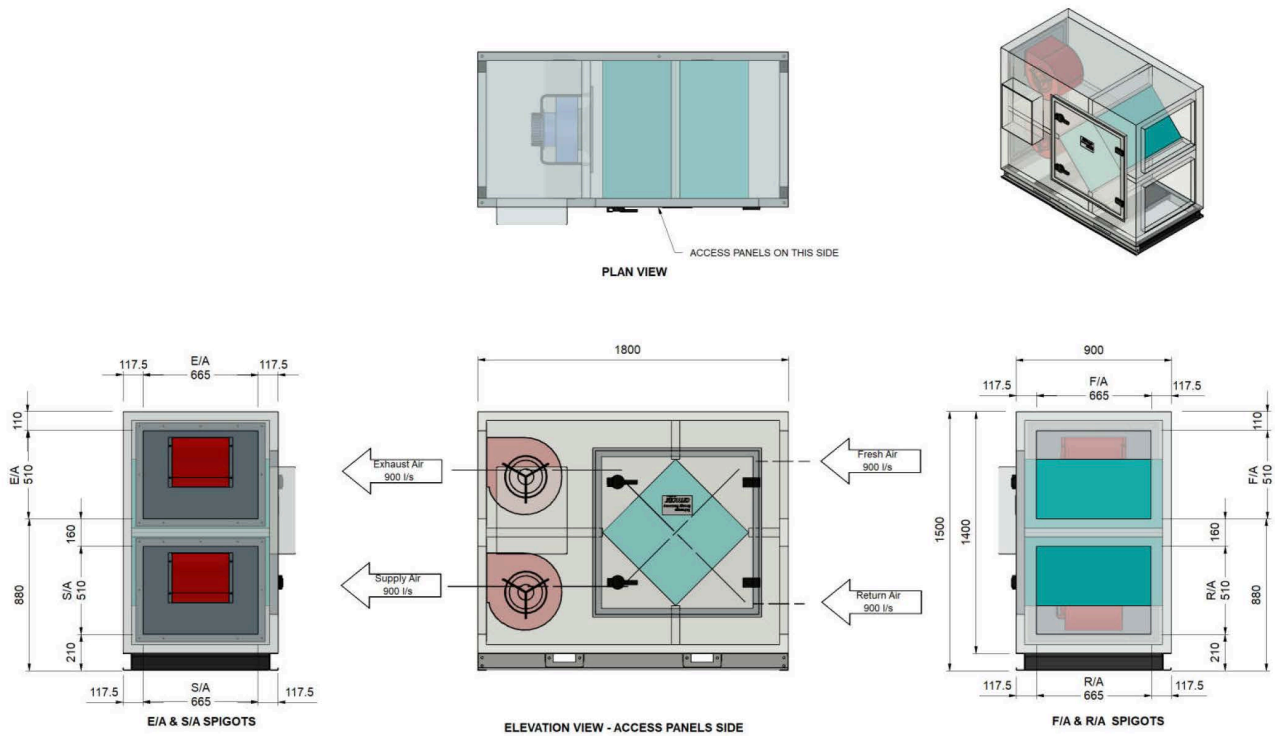 ACCESS PANELS ON THIS SIDE
PLAN VIEW
E/A
117.5 665 117.5
110
E/A
510
160
S/A
510
880
210
S/A
117.5 665 117.5
E/A & S/A SPIGOTS
1800
Exhaust Air
900 l/s
Supply Air
900 l/s
Fresh Air
900 l/s
Return Air
900 l/s
ELEVATION VIEW - ACCESS PANELS SIDE
900
F/A
117.5 665 117.5
110
F/A
510
1500
1400
160
R/A
510
880
210
R/A
117.5 665 117.5
F/A & R/A SPIGOTS